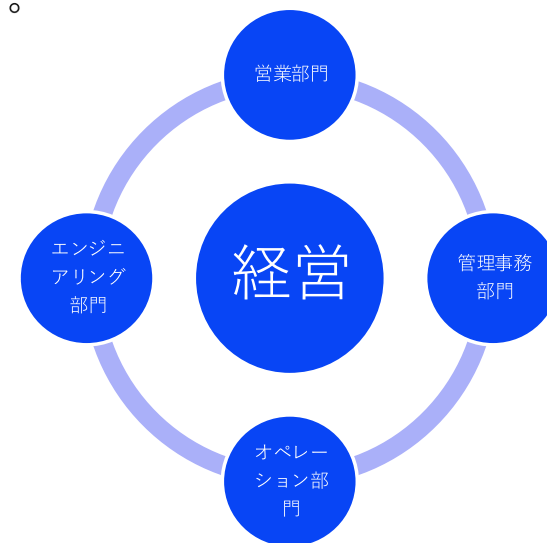 。
営業部門
エンジニ
アリング
部門
経営
管理事務
部門
オペレー
ション部
門